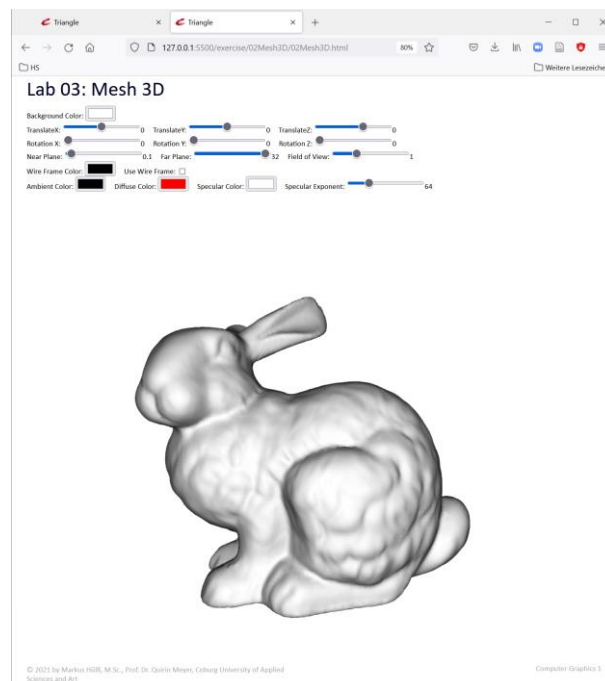 Triangle × Triangle × +
127.0.0.1:5500/exercise/02Mesh3D/02Mesh3D.html 80%
HS Weitere Lesezeichen
Lab 03: Mesh 3D
Background Color:
TranslateX: 0 TranslateY: 0 TranslateZ: 0
Rotation X: 0 Rotation Y: 0 Rotation Z: 0
Near Plane: 0.1 Far Plane: 32 Field of View: 1
Wire Frame Color: Use Wire Frame:
Ambient Color: Diffuse Color: Specular Color: Specular Exponent: 64
© 2021 by Markus Hülß, M.Sc., Prof. Dr. Quirin Meyer, Coburg University of Applied Computer Graphics 1
Sciences and Art